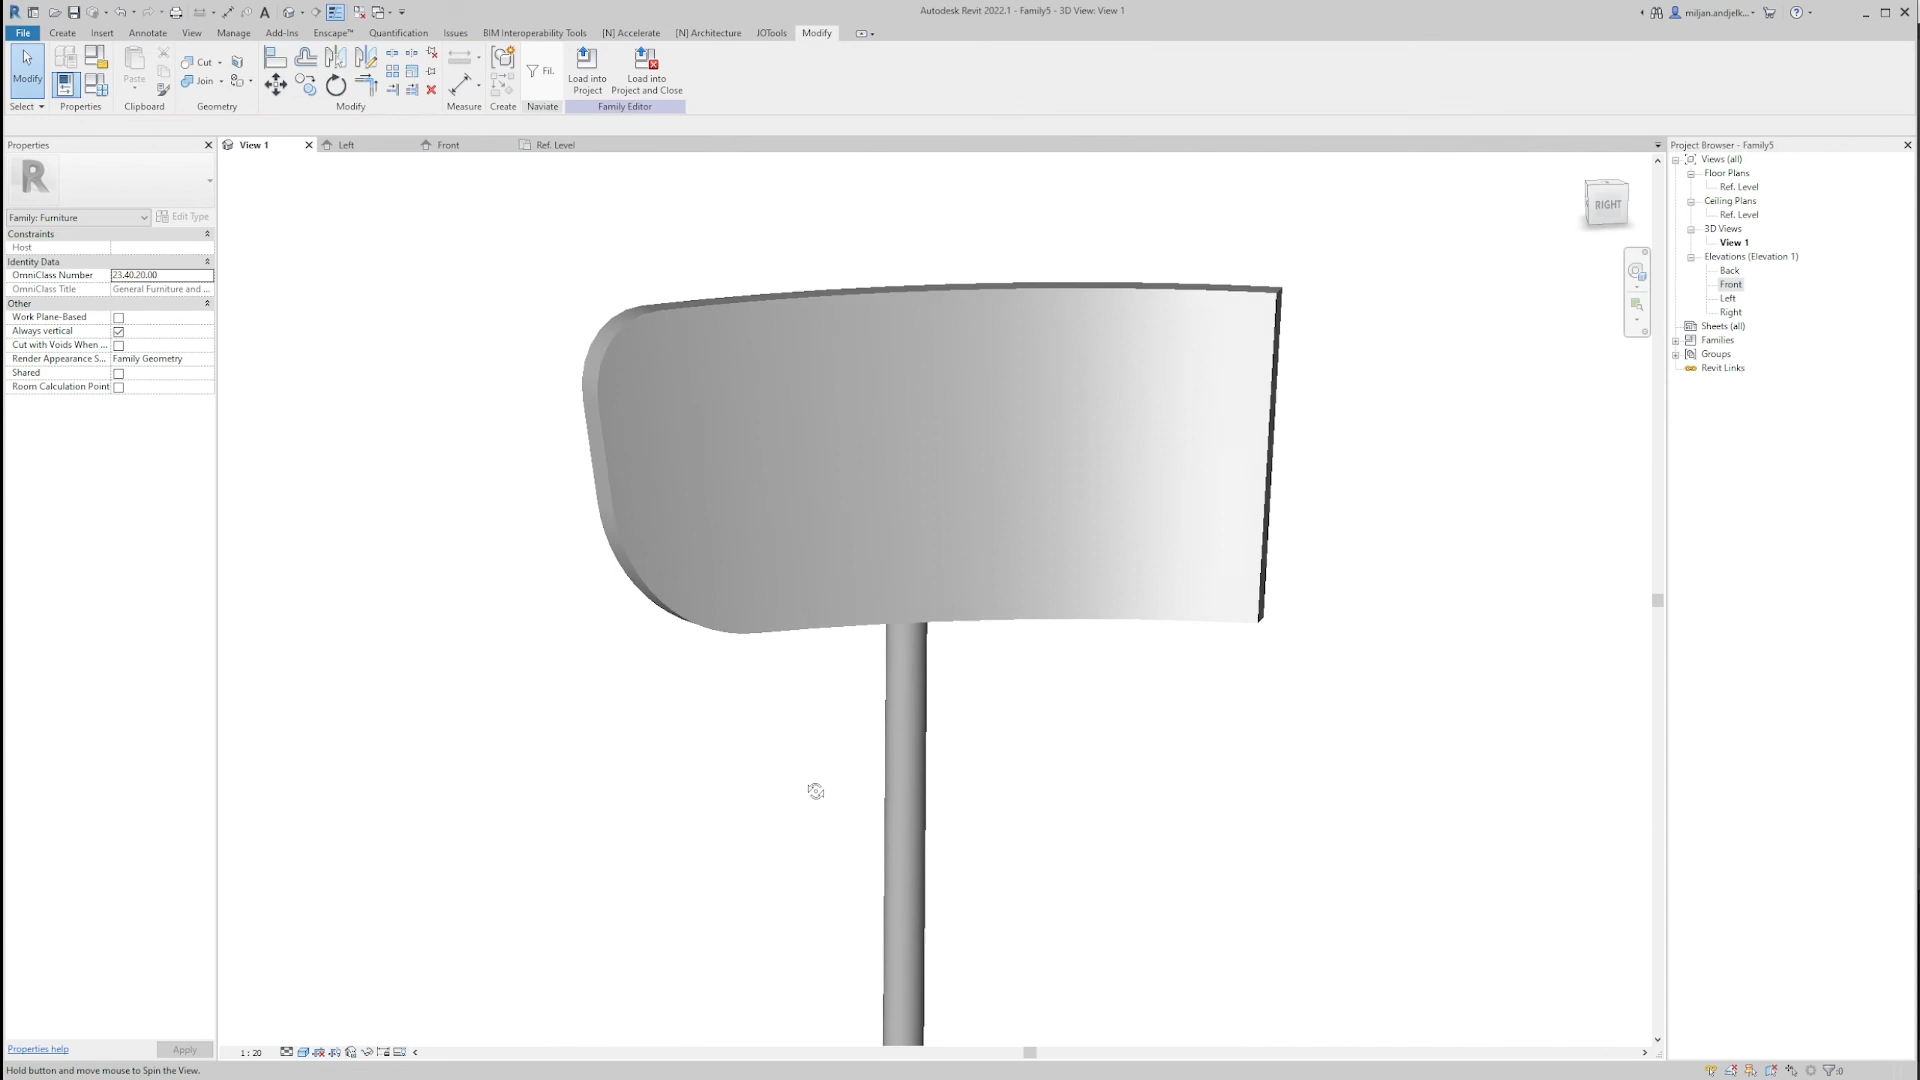 Autodesk Revit 2022.1 - Family5 - 3D View: View 1
miljan.andjelk...
File Create Insert Annotate View Manage Add-Ins Enscape™ Quantification Issues BIM Interoperability Tools [N] Accelerate [N] Architecture JOTools Modify
Modify
Paste
Cut
Join
Fil.
Load into
Project
Load into
Project and Close
Select Properties Clipboard Geometry Modify Measure Create Naviate Family Editor
Properties
View 1 Left Front Ref. Level
Project Browser - Family5
Family: Furniture
Edit Type
Constraints
Host
Identity Data
OmniClass Number 23.40.20.00
OmniClass Title General Furniture and ...
Other
Work Plane-Based
Always vertical
Cut with Voids When ...
Render Appearance S... Family Geometry
Shared
Room Calculation Point
RIGHT
Views (all)
Floor Plans
Ref. Level
Ceiling Plans
Ref. Level
3D Views
View 1
Elevations (Elevation 1)
Back
Front
Left
Right
Sheets (all)
Families
Groups
Revit Links
Properties help
Apply
1 : 20
Hold button and move mouse to Spin the View.
:0